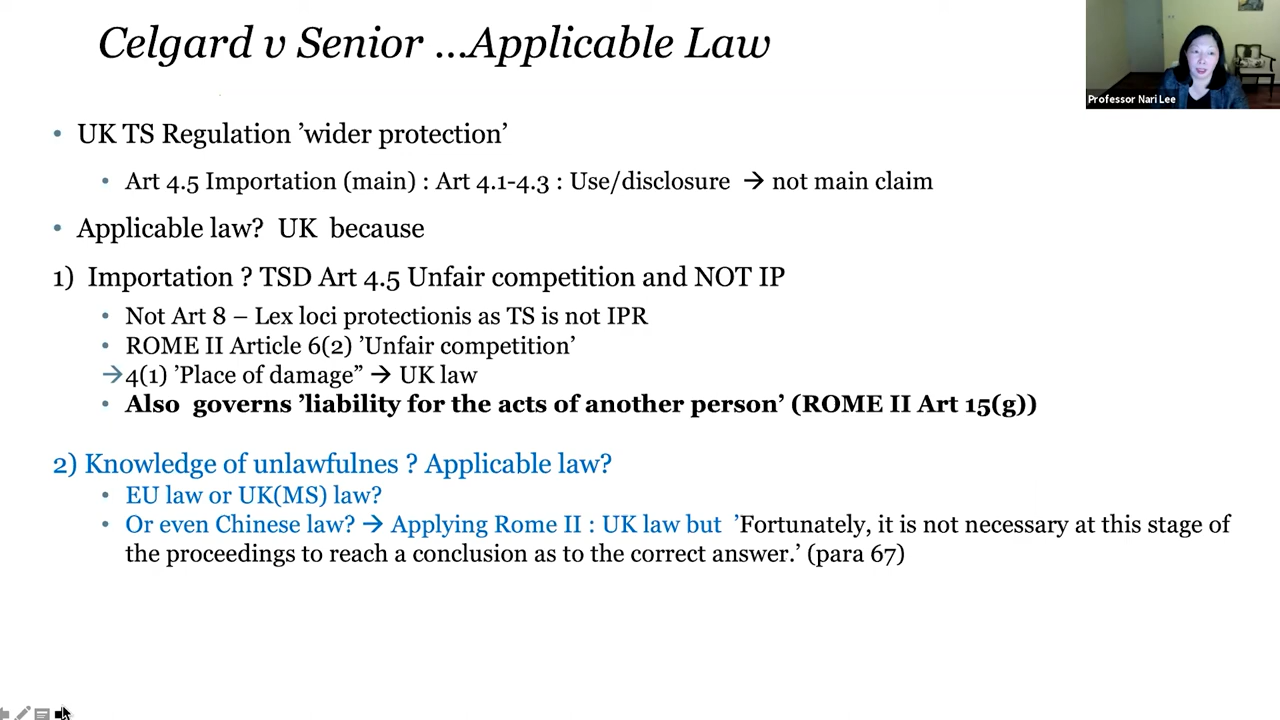 Celgard v Senior ...Applicable Law
Professor Nari Lee
• UK TS Regulation ’wider protection’
• Art 4.5 Importation (main) : Art 4.1-4.3 : Use/disclosure → not main claim
• Applicable law? UK because
1) Importation ? TSD Art 4.5 Unfair competition and NOT IP
• Not Art 8 – Lex loci protectionis as TS is not IPR
• ROME II Article 6(2) ’Unfair competition’
→4(1) ’Place of damage” → UK law
• Also governs ’liability for the acts of another person’ (ROME II Art 15(g))
2) Knowledge of unlawfulnes ? Applicable law?
• EU law or UK(MS) law?
• Or even Chinese law? → Applying Rome II : UK law but ’Fortunately, it is not necessary at this stage of
the proceedings to reach a conclusion as to the correct answer.’ (para 67)